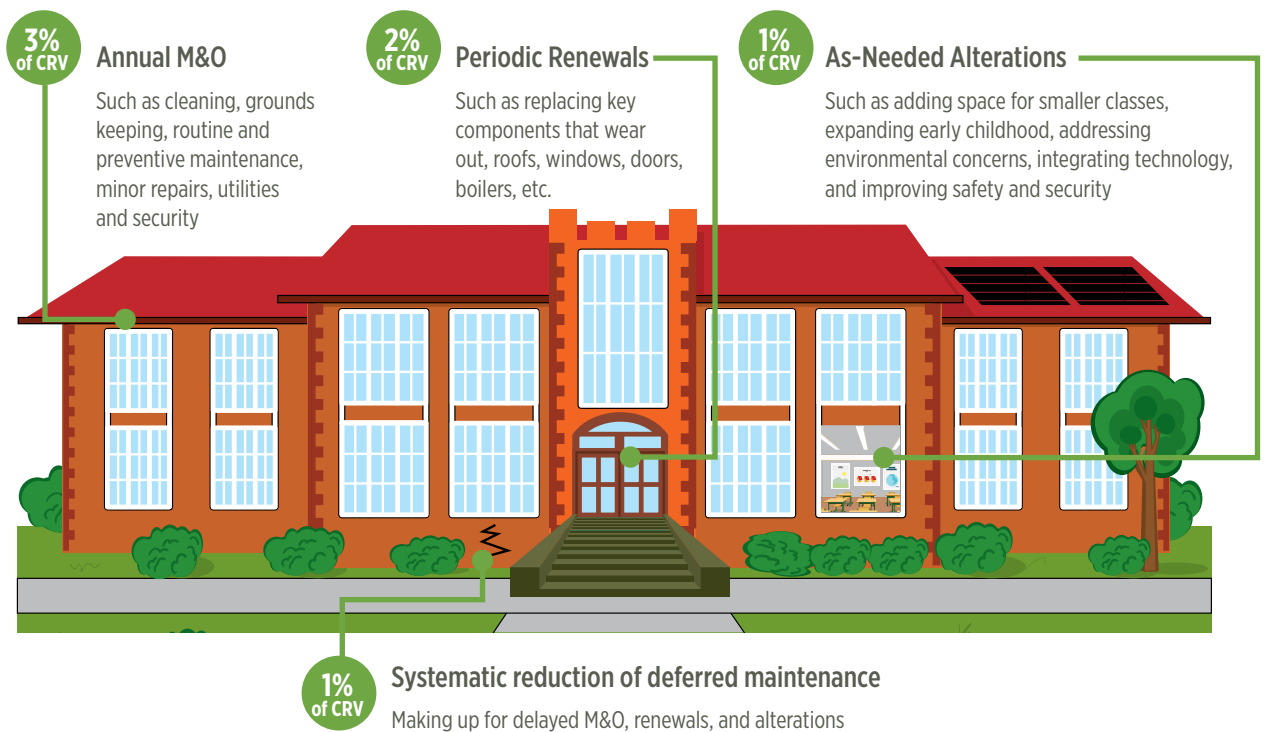 3%
of CRV
Annual M&O
Such as cleaning, grounds
keeping, routine and
preventive maintenance,
minor repairs, utilities
and security
2%
of CRV
Periodic Renewals
Such as replacing key
components that wear
out, roofs, windows, doors,
boilers, etc.
1%
of CRV
As-Needed Alterations
Such as adding space for smaller classes,
expanding early childhood, addressing
environmental concerns, integrating technology,
and improving safety and security
1%
of CRV
Systematic reduction of deferred maintenance
Making up for delayed M&O, renewals, and alterations